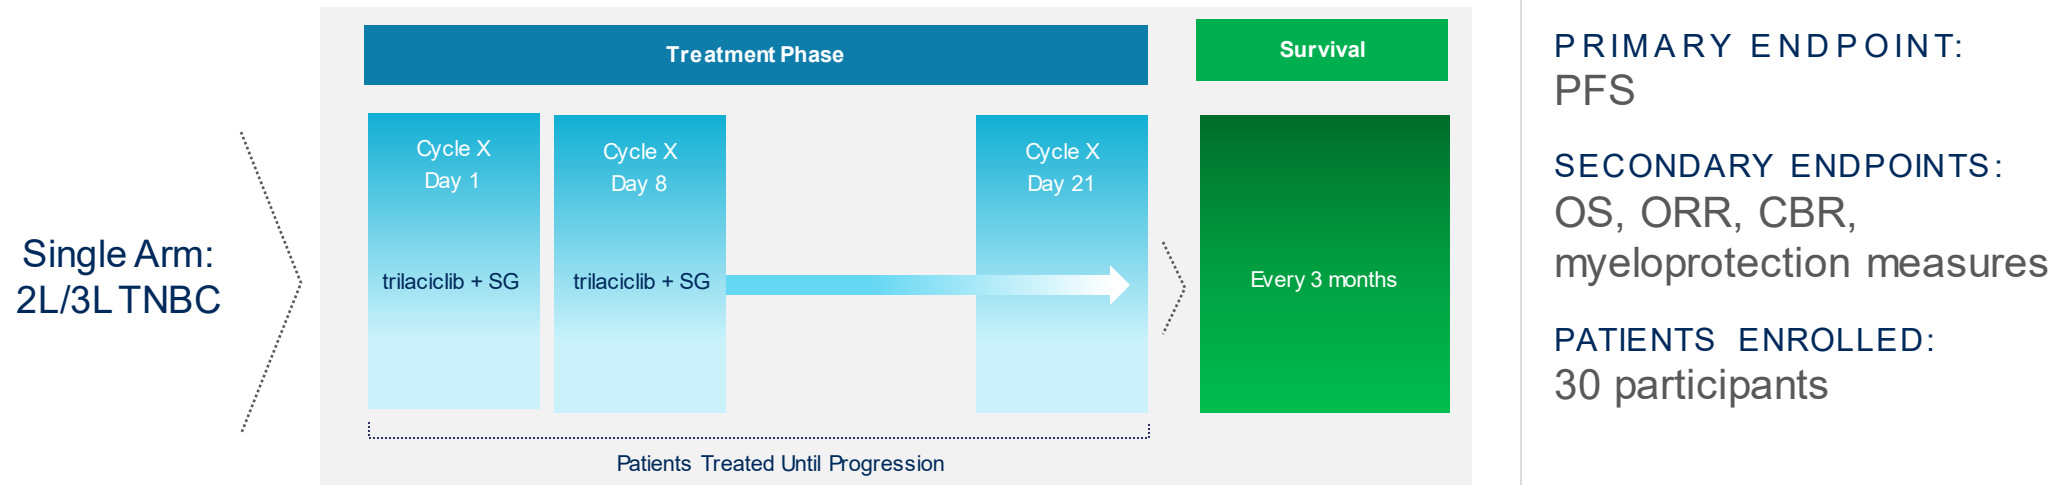 Single Arm:
2L/3L TNBC
Treatment Phase
Cycle X
Day 1
trilaciclib + SG
Cycle X
Day 8
trilaciclib + SG
Cycle X
Day 21
Patients Treated Until Progression
Survival
Every 3 months
PRIMARY ENDPOINT:
PFS
SECONDARY ENDPOINTS:
OS, ORR, CBR,
myeloprotection measures
PATIENTS ENROLLED:
30 participants